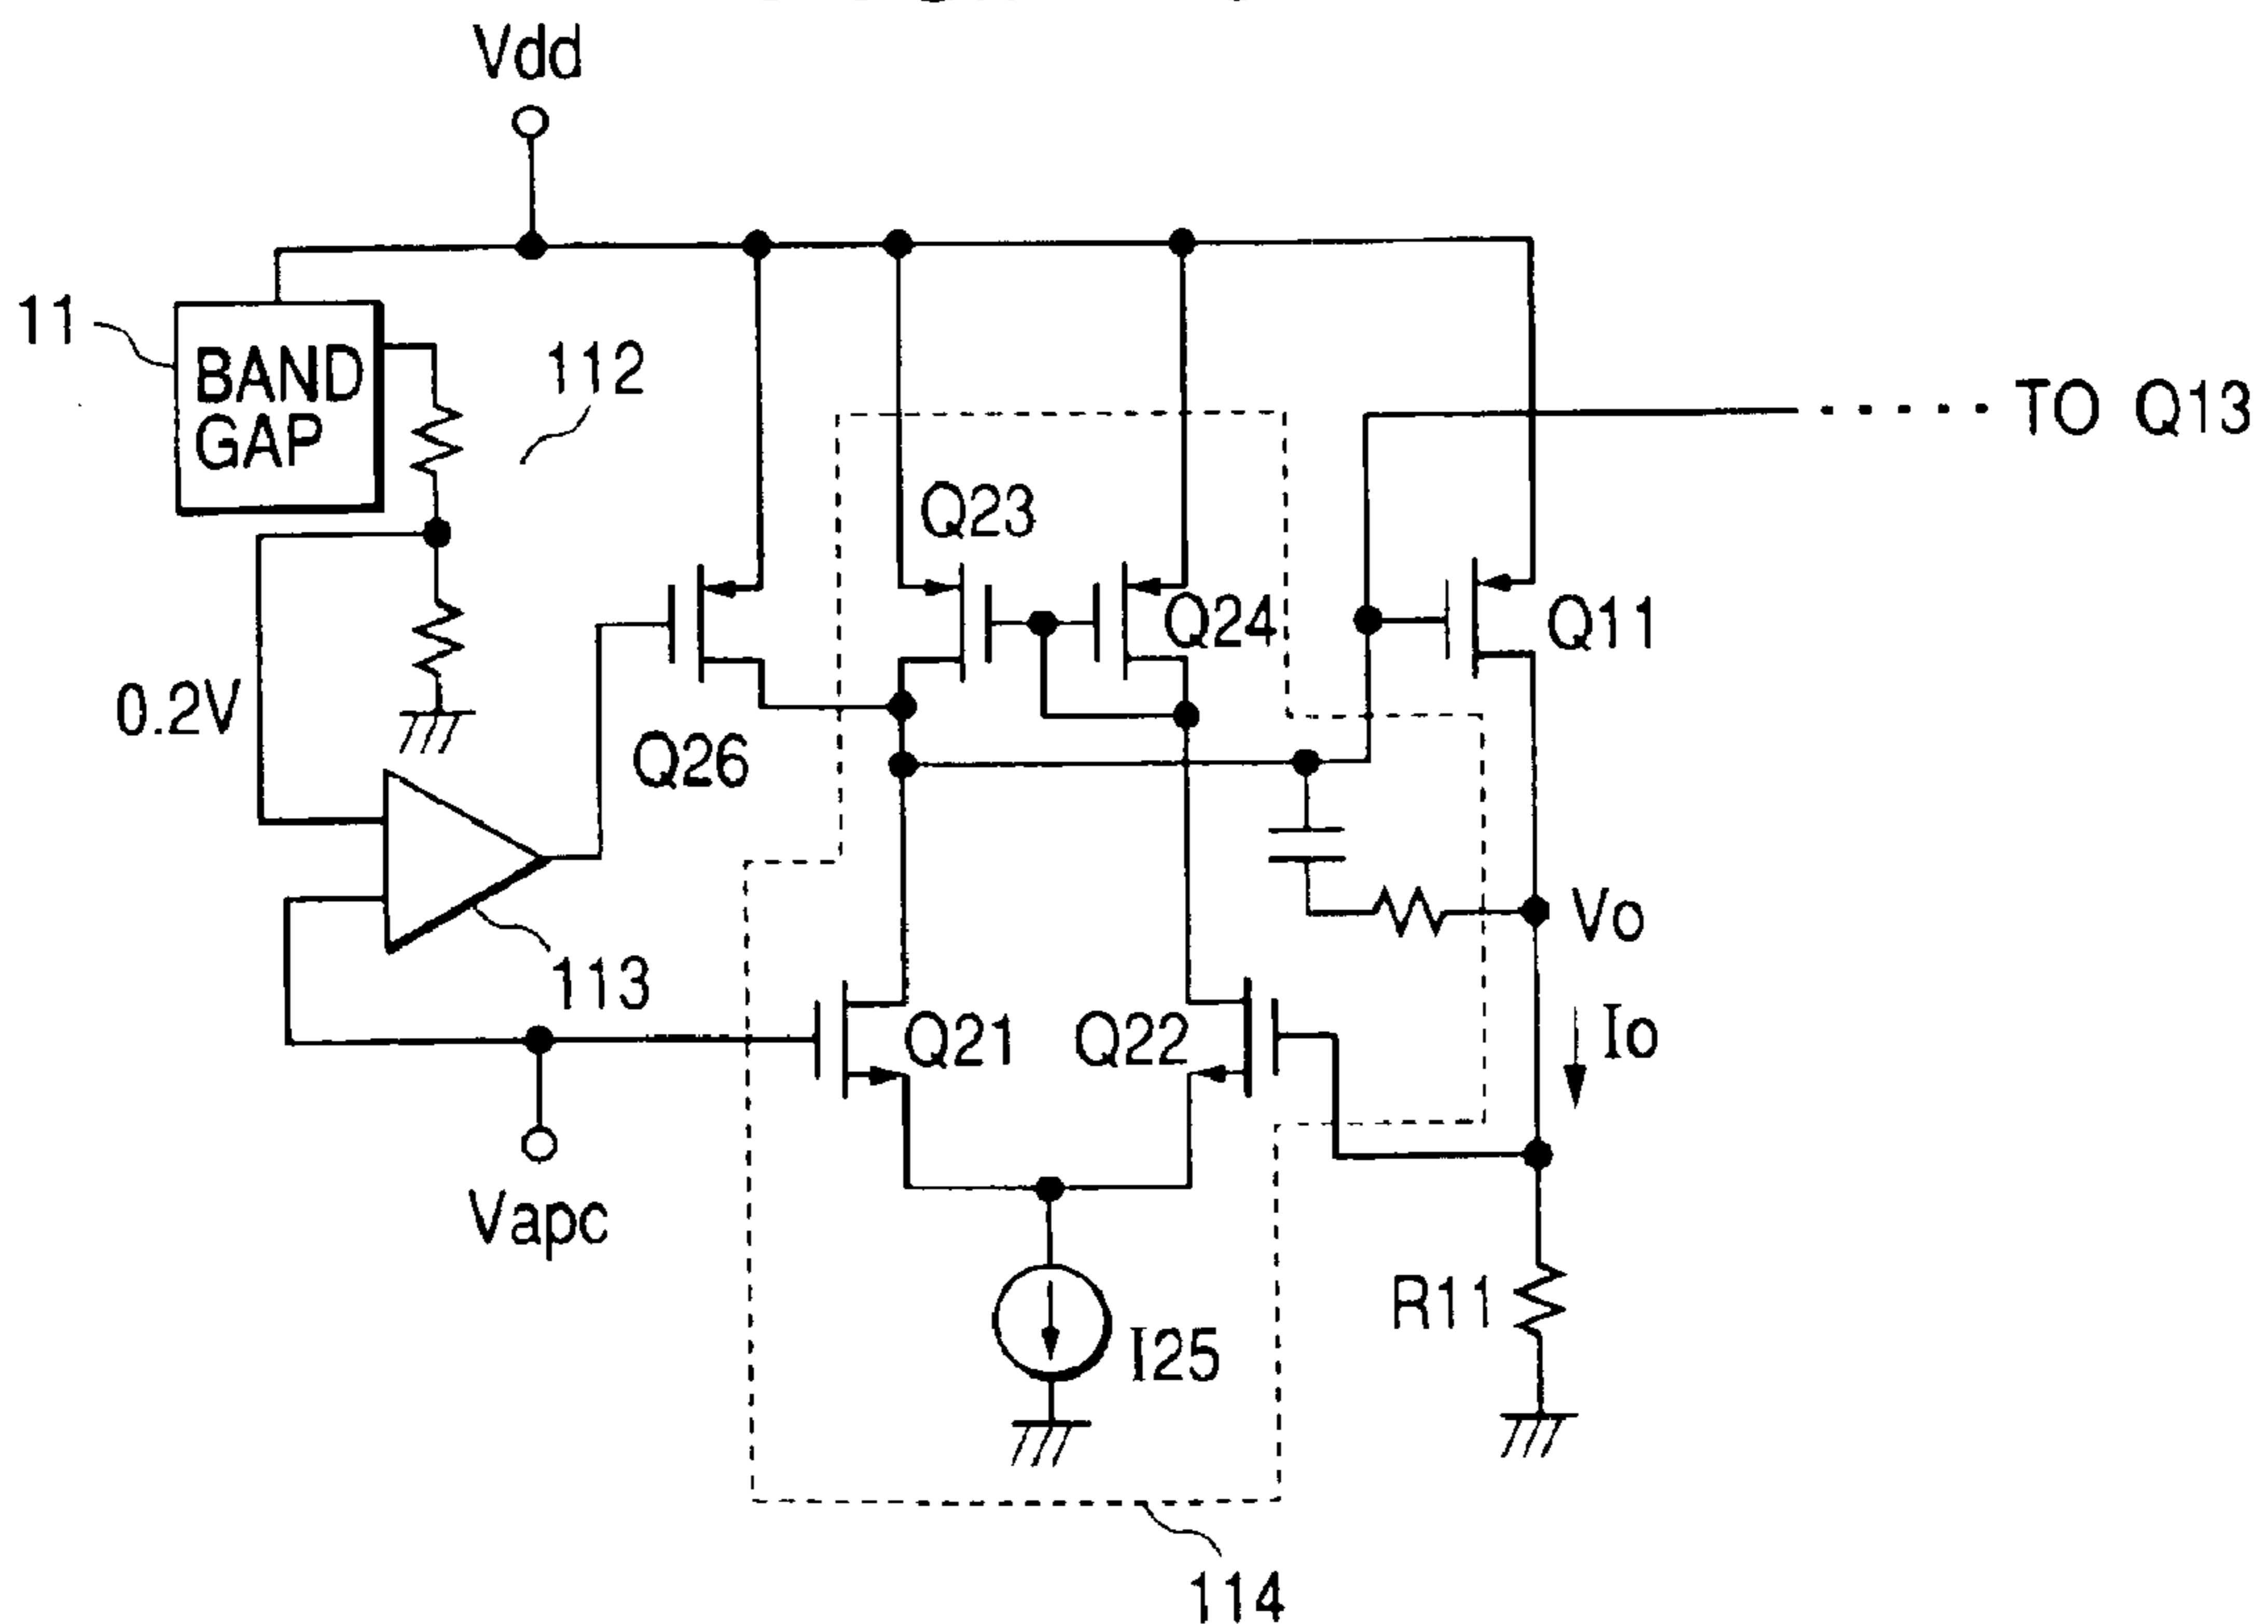 Vdd
11
BAND
GAP
112
TO Q13
Q23
Q24
Q11
0.2V
Q26
Vo
113
Q21
Q22
Io
Vapc
R11
I25
114